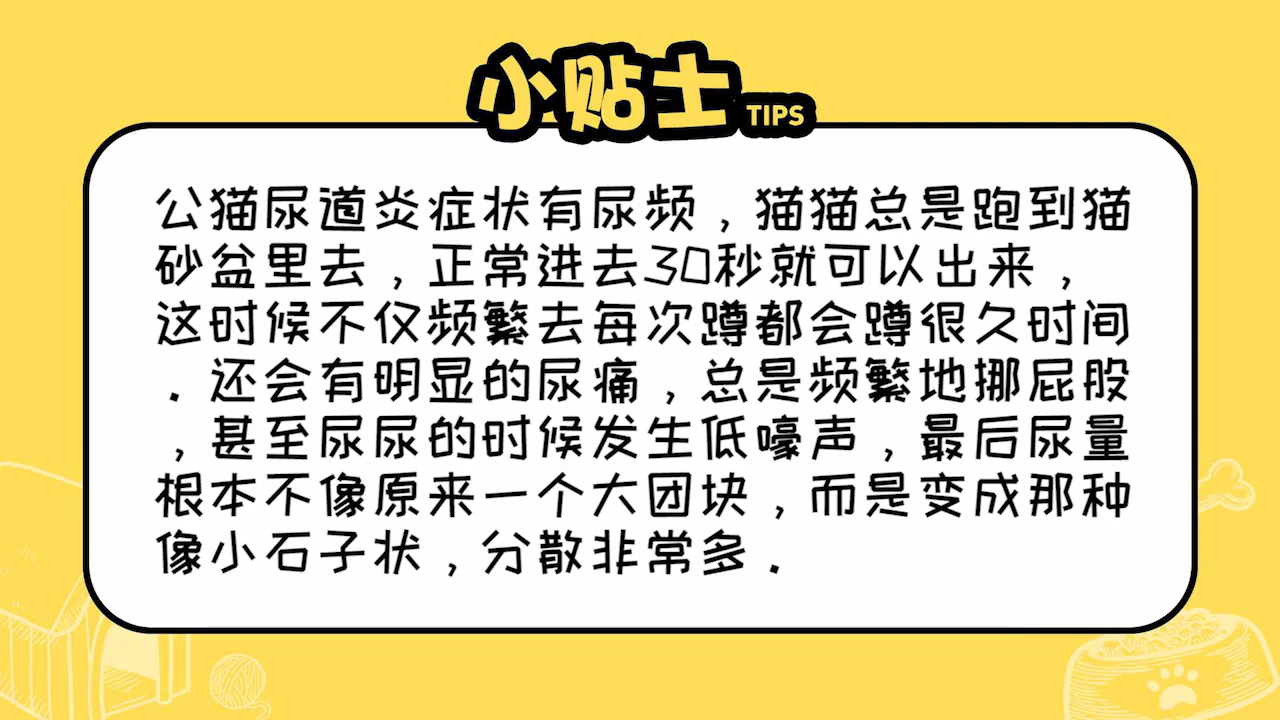 小贴士 TIPS
公猫尿道炎症状有尿频，猫猫总是跑到猫
砂盆里去，正常进去30秒就可以出来，
这时候不仅频繁去每次蹲都会蹲很久时间
．还会有明显的尿痛，总是频繁地挪屁股
，甚至尿尿的时候发生低嚎声，最后尿量
根本不像原来一个大团块，而是变成那种
像小石子状，分散非常多．